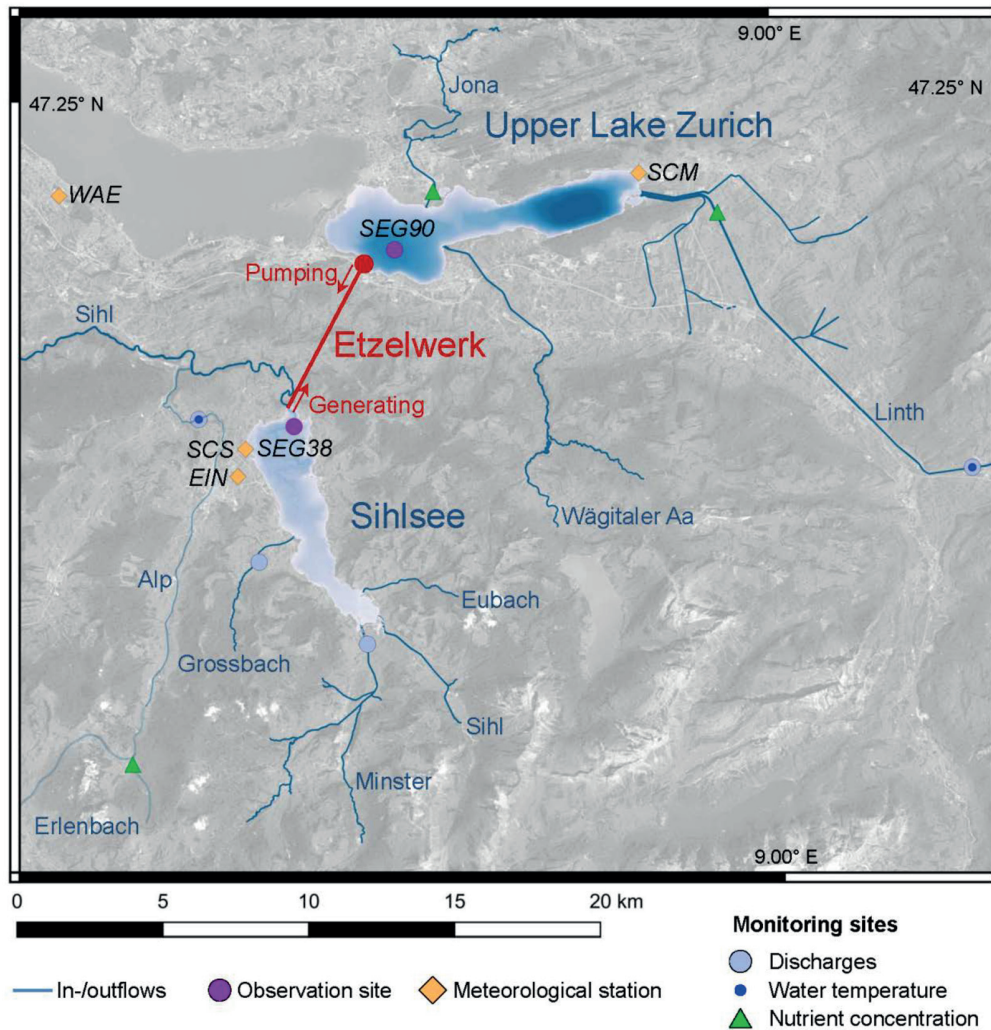 9.00° E
47.25° N
47.25° N
Jona
Upper Lake Zurich
WAE
SCM
SEG90
Pumping
Sihl
Etzelwerk
Generating
Linth
SCS
SEG38
EIN
Sihlsee
Wägitaler Aa
Alp
Eubach
Grossbach
Sihl
Minster
Erlenbach
9.00° E
0 5 10 15 20 km
Monitoring sites
Discharges
In-/outflows
Observation site
Meteorological station
Water temperature
Nutrient concentration